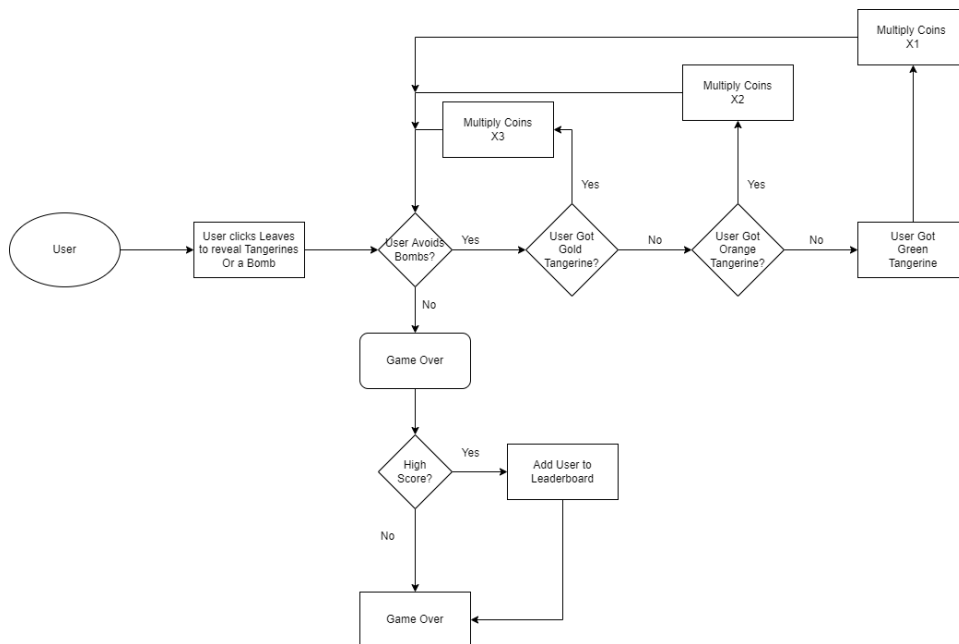 Multiply Coins
X1
Multiply Coins
X2
Multiply Coins
X3
Yes
Yes
User
User clicks Leaves
to reveal Tangerines
Or a Bomb
User Avoids
Bombs?
Yes
User Got
Gold
Tangerine?
No
User Got
Orange
Tangerine?
No
User Got
Green
Tangerine
No
Game Over
High
Score?
Yes
Add User to
Leaderboard
No
Game Over